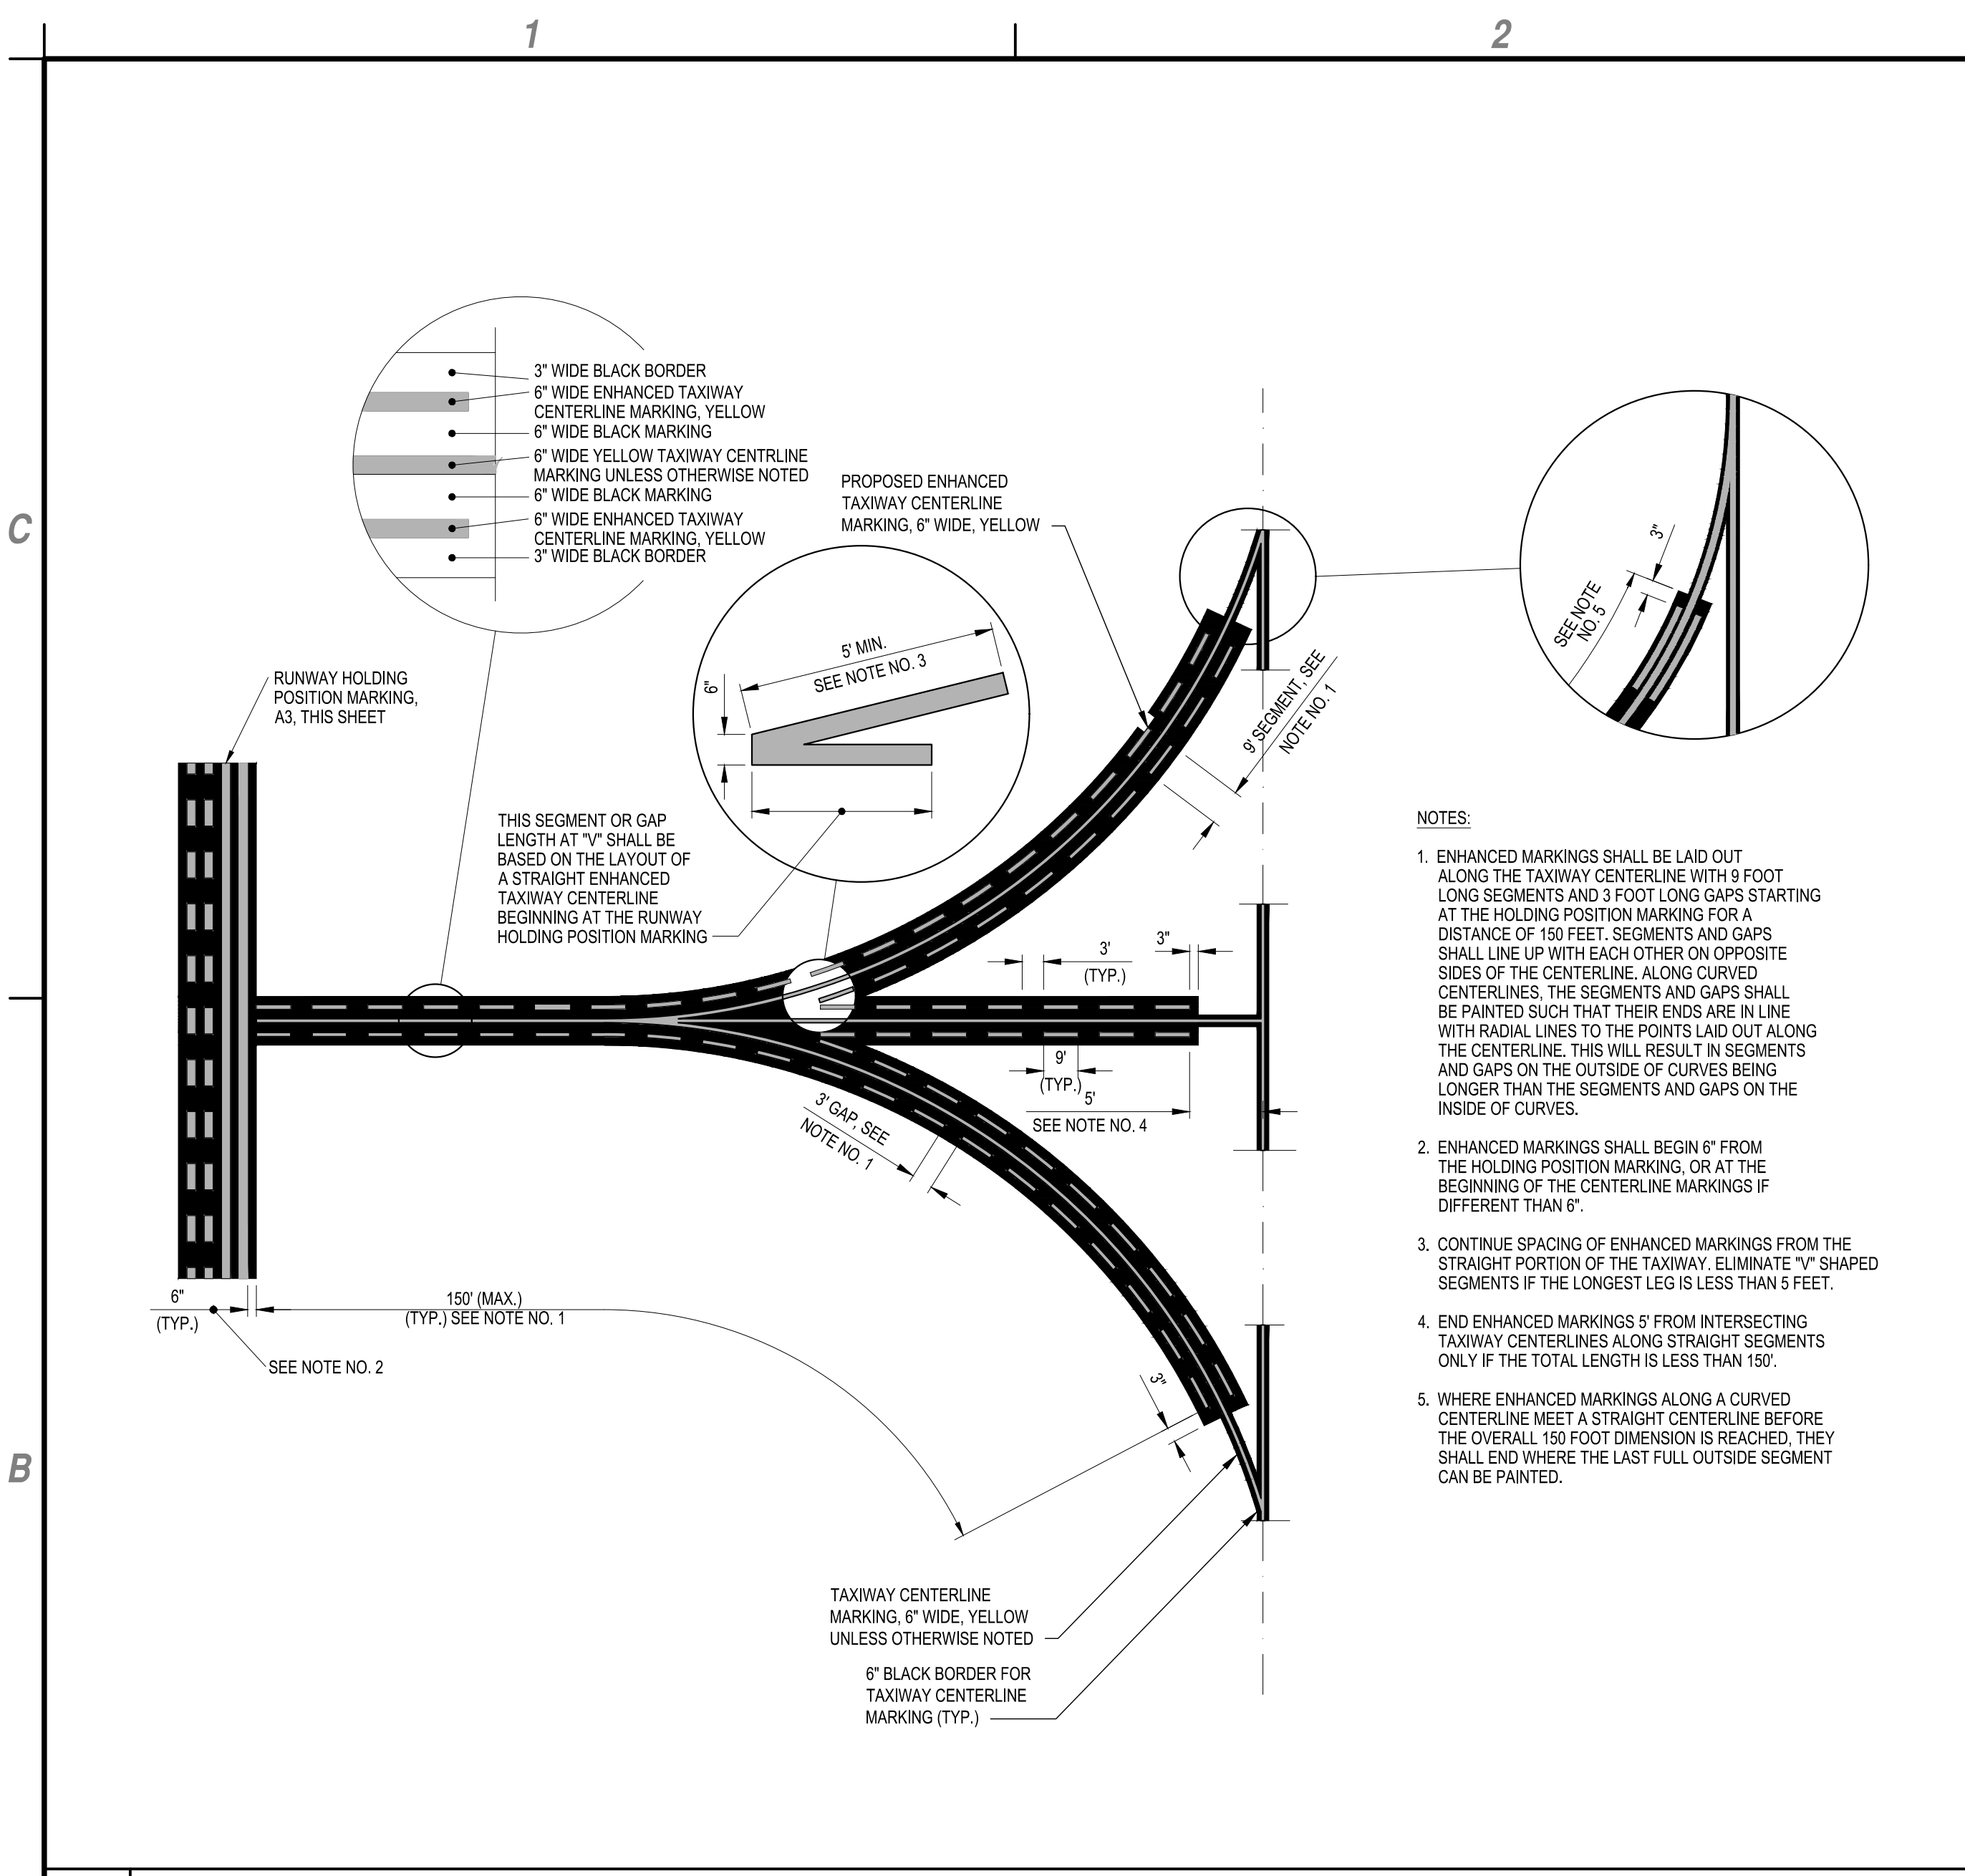 1
2
C
B
3" WIDE BLACK BORDER
6" WIDE ENHANCED TAXIWAY
CENTERLINE MARKING, YELLOW
6" WIDE BLACK MARKING
6" WIDE YELLOW TAXIWAY CENTRLINE
MARKING UNLESS OTHERWISE NOTED
6" WIDE BLACK MARKING
6" WIDE ENHANCED TAXIWAY
CENTERLINE MARKING, YELLOW
3" WIDE BLACK BORDER
PROPOSED ENHANCED
TAXIWAY CENTERLINE
MARKING, 6" WIDE, YELLOW
3"
SEE NOTE
NO. 5
5' MIN.
SEE NOTE NO. 3
6"
9' SEGMENT, SEE
NOTE NO. 1
RUNWAY HOLDING
POSITION MARKING,
A3, THIS SHEET
THIS SEGMENT OR GAP
LENGTH AT "V" SHALL BE
BASED ON THE LAYOUT OF
A STRAIGHT ENHANCED
TAXIWAY CENTERLINE
BEGINNING AT THE RUNWAY
HOLDING POSITION MARKING
3'
(TYP.)
3"
9'
(TYP.)
5'
SEE NOTE NO. 4
3' GAP, SEE
NOTE NO. 1
6"
(TYP.)
SEE NOTE NO. 2
150' (MAX.)
(TYP.) SEE NOTE NO. 1
3"
TAXIWAY CENTERLINE
MARKING, 6" WIDE, YELLOW
UNLESS OTHERWISE NOTED
6" BLACK BORDER FOR
TAXIWAY CENTERLINE
MARKING (TYP.)
NOTES:
1. ENHANCED MARKINGS SHALL BE LAID OUT
ALONG THE TAXIWAY CENTERLINE WITH 9 FOOT
LONG SEGMENTS AND 3 FOOT LONG GAPS STARTING
AT THE HOLDING POSITION MARKING FOR A
DISTANCE OF 150 FEET. SEGMENTS AND GAPS
SHALL LINE UP WITH EACH OTHER ON OPPOSITE
SIDES OF THE CENTERLINE. ALONG CURVED
CENTERLINES, THE SEGMENTS AND GAPS SHALL
BE PAINTED SUCH THAT THEIR ENDS ARE IN LINE
WITH RADIAL LINES TO THE POINTS LAID OUT ALONG
THE CENTERLINE. THIS WILL RESULT IN SEGMENTS
AND GAPS ON THE OUTSIDE OF CURVES BEING
LONGER THAN THE SEGMENTS AND GAPS ON THE
INSIDE OF CURVES.
2. ENHANCED MARKINGS SHALL BEGIN 6" FROM
THE HOLDING POSITION MARKING, OR AT THE
BEGINNING OF THE CENTERLINE MARKINGS IF
DIFFERENT THAN 6".
3. CONTINUE SPACING OF ENHANCED MARKINGS FROM THE
STRAIGHT PORTION OF THE TAXIWAY. ELIMINATE "V" SHAPED
SEGMENTS IF THE LONGEST LEG IS LESS THAN 5 FEET.
4. END ENHANCED MARKINGS 5' FROM INTERSECTING
TAXIWAY CENTERLINES ALONG STRAIGHT SEGMENTS
ONLY IF THE TOTAL LENGTH IS LESS THAN 150'.
5. WHERE ENHANCED MARKINGS ALONG A CURVED
CENTERLINE MEET A STRAIGHT CENTERLINE BEFORE
THE OVERALL 150 FOOT DIMENSION IS REACHED, THEY
SHALL END WHERE THE LAST FULL OUTSIDE SEGMENT
CAN BE PAINTED.